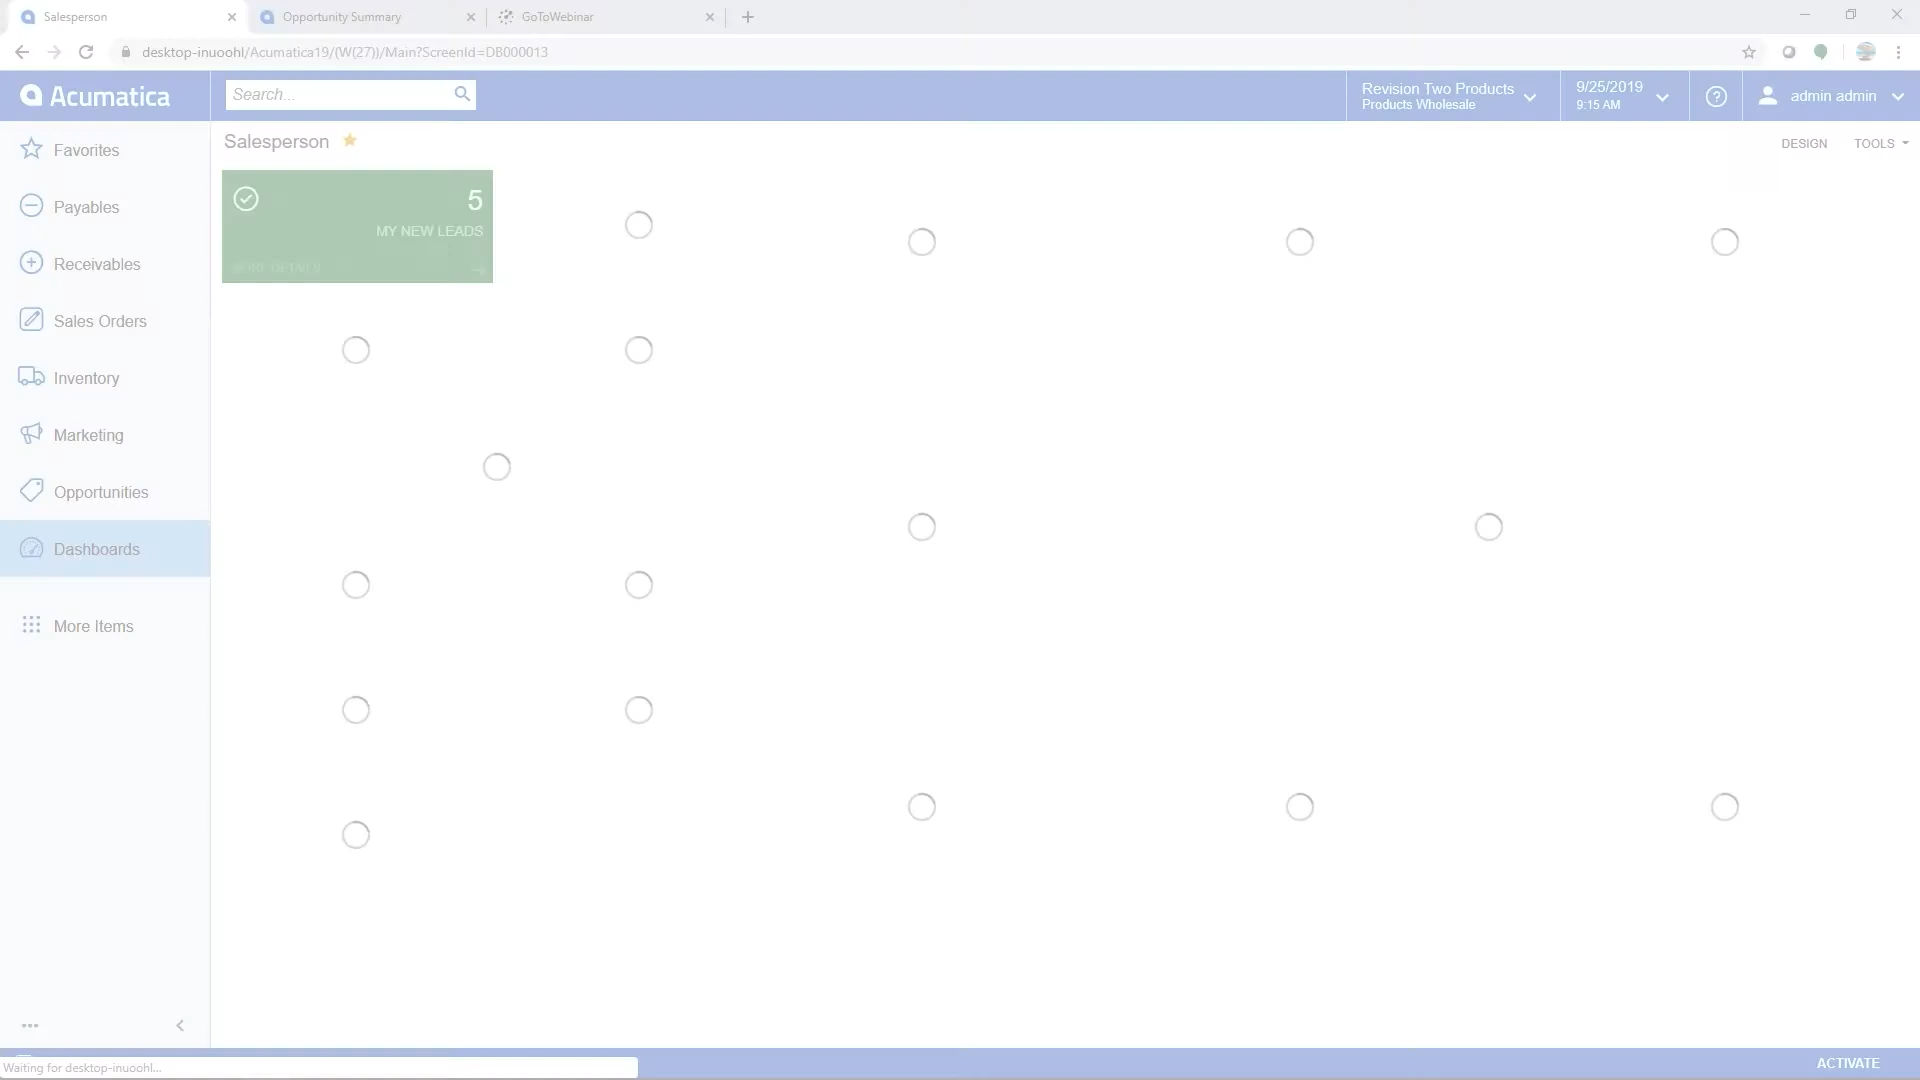 Salesperson
Opportunity Summary
GoToWebinar
desktop-inuoohl/Acumatica19/(W(27))/Main?ScreenId=DB000013
Acumatica
Search...
Revision Two Products
Products Wholesale
9/25/2019
9:15 AM
admin admin
Favorites
Payables
Receivables
Sales Orders
Inventory
Marketing
Opportunities
Dashboards
More Items
Salesperson
DESIGN
TOOLS
5
MY NEW LEADS
MORE DETAILS
Waiting for desktop-inuoohl...
ACTIVATE